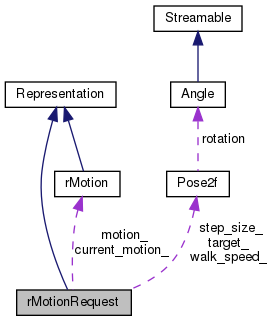 Streamable
Representation
Angle
rotation
rMotion
Pose2f
motion_
current_motion_
step_size_
target_
walk_speed_
rMotionRequest